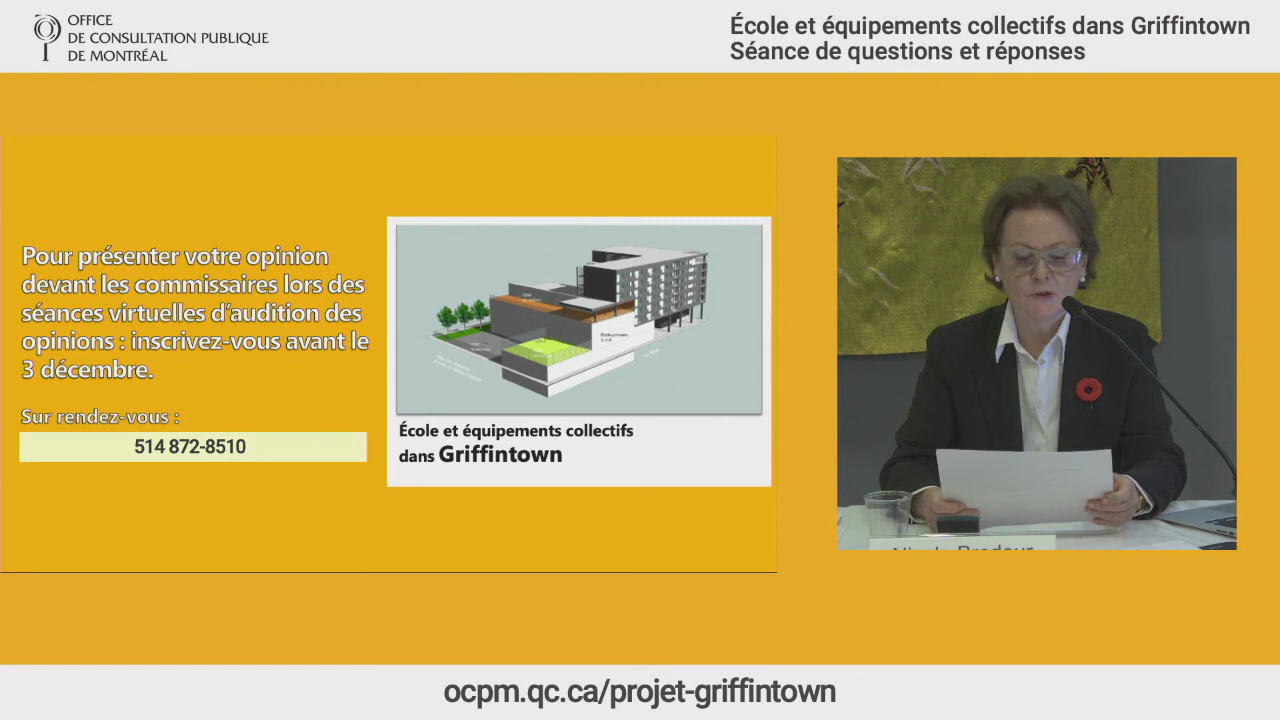 OFFICE
DE CONSULTATION PUBLIQUE
DE MONTRÉAL
École et équipements collectifs dans Griffintown
Séance de questions et réponses
Pour présenter votre opinion
devant les commissaires lors des
séances virtuelles d'audition des
opinions : inscrivez-vous avant le
3 décembre.
Sur rendez-vous :
514 872-8510
École et équipements collectifs
dans Griffintown
ocpm.qc.ca/projet-griffintown